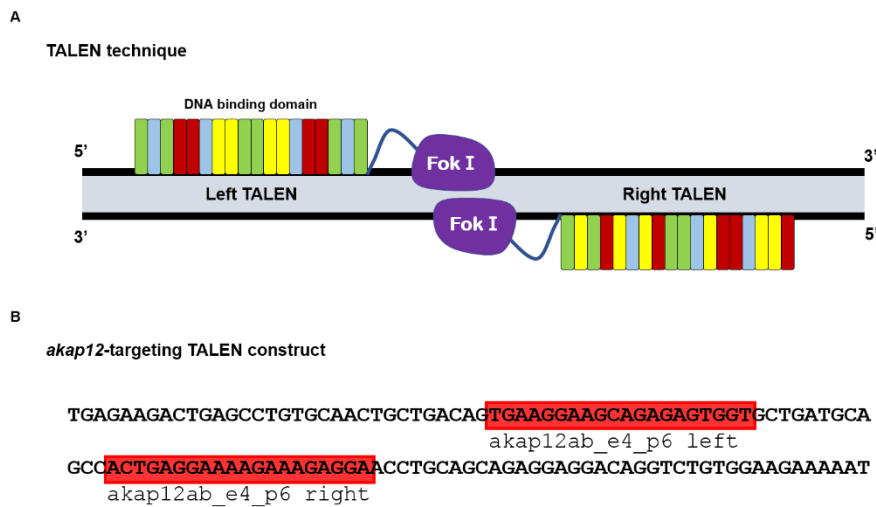 A
TALEN technique
DNA binding domain
5’
3’
Fok I
Left TALEN
Right TALEN
Fok I
3’
5’
B
akap12-targeting TALEN construct
TGAGAAGACTGAGCCTGTGCAACTGCTGACAGTGAAGGAAGCAGAGAGTGGTGCTGATGCA
akap12ab_e4_p6 left
GCCACTGAGGAAAAGAAAGAGGAACCTGCAGCAGAGGAGGACAGGTCTGTGGAAGAAAAAT
akap12ab_e4_p6 right